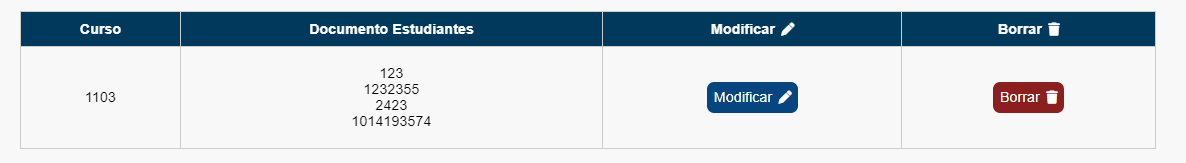 Curso Documento Estudiantes Modificar Borrar
123
1232355
1103 Modificar Borrar
2423
1014193574